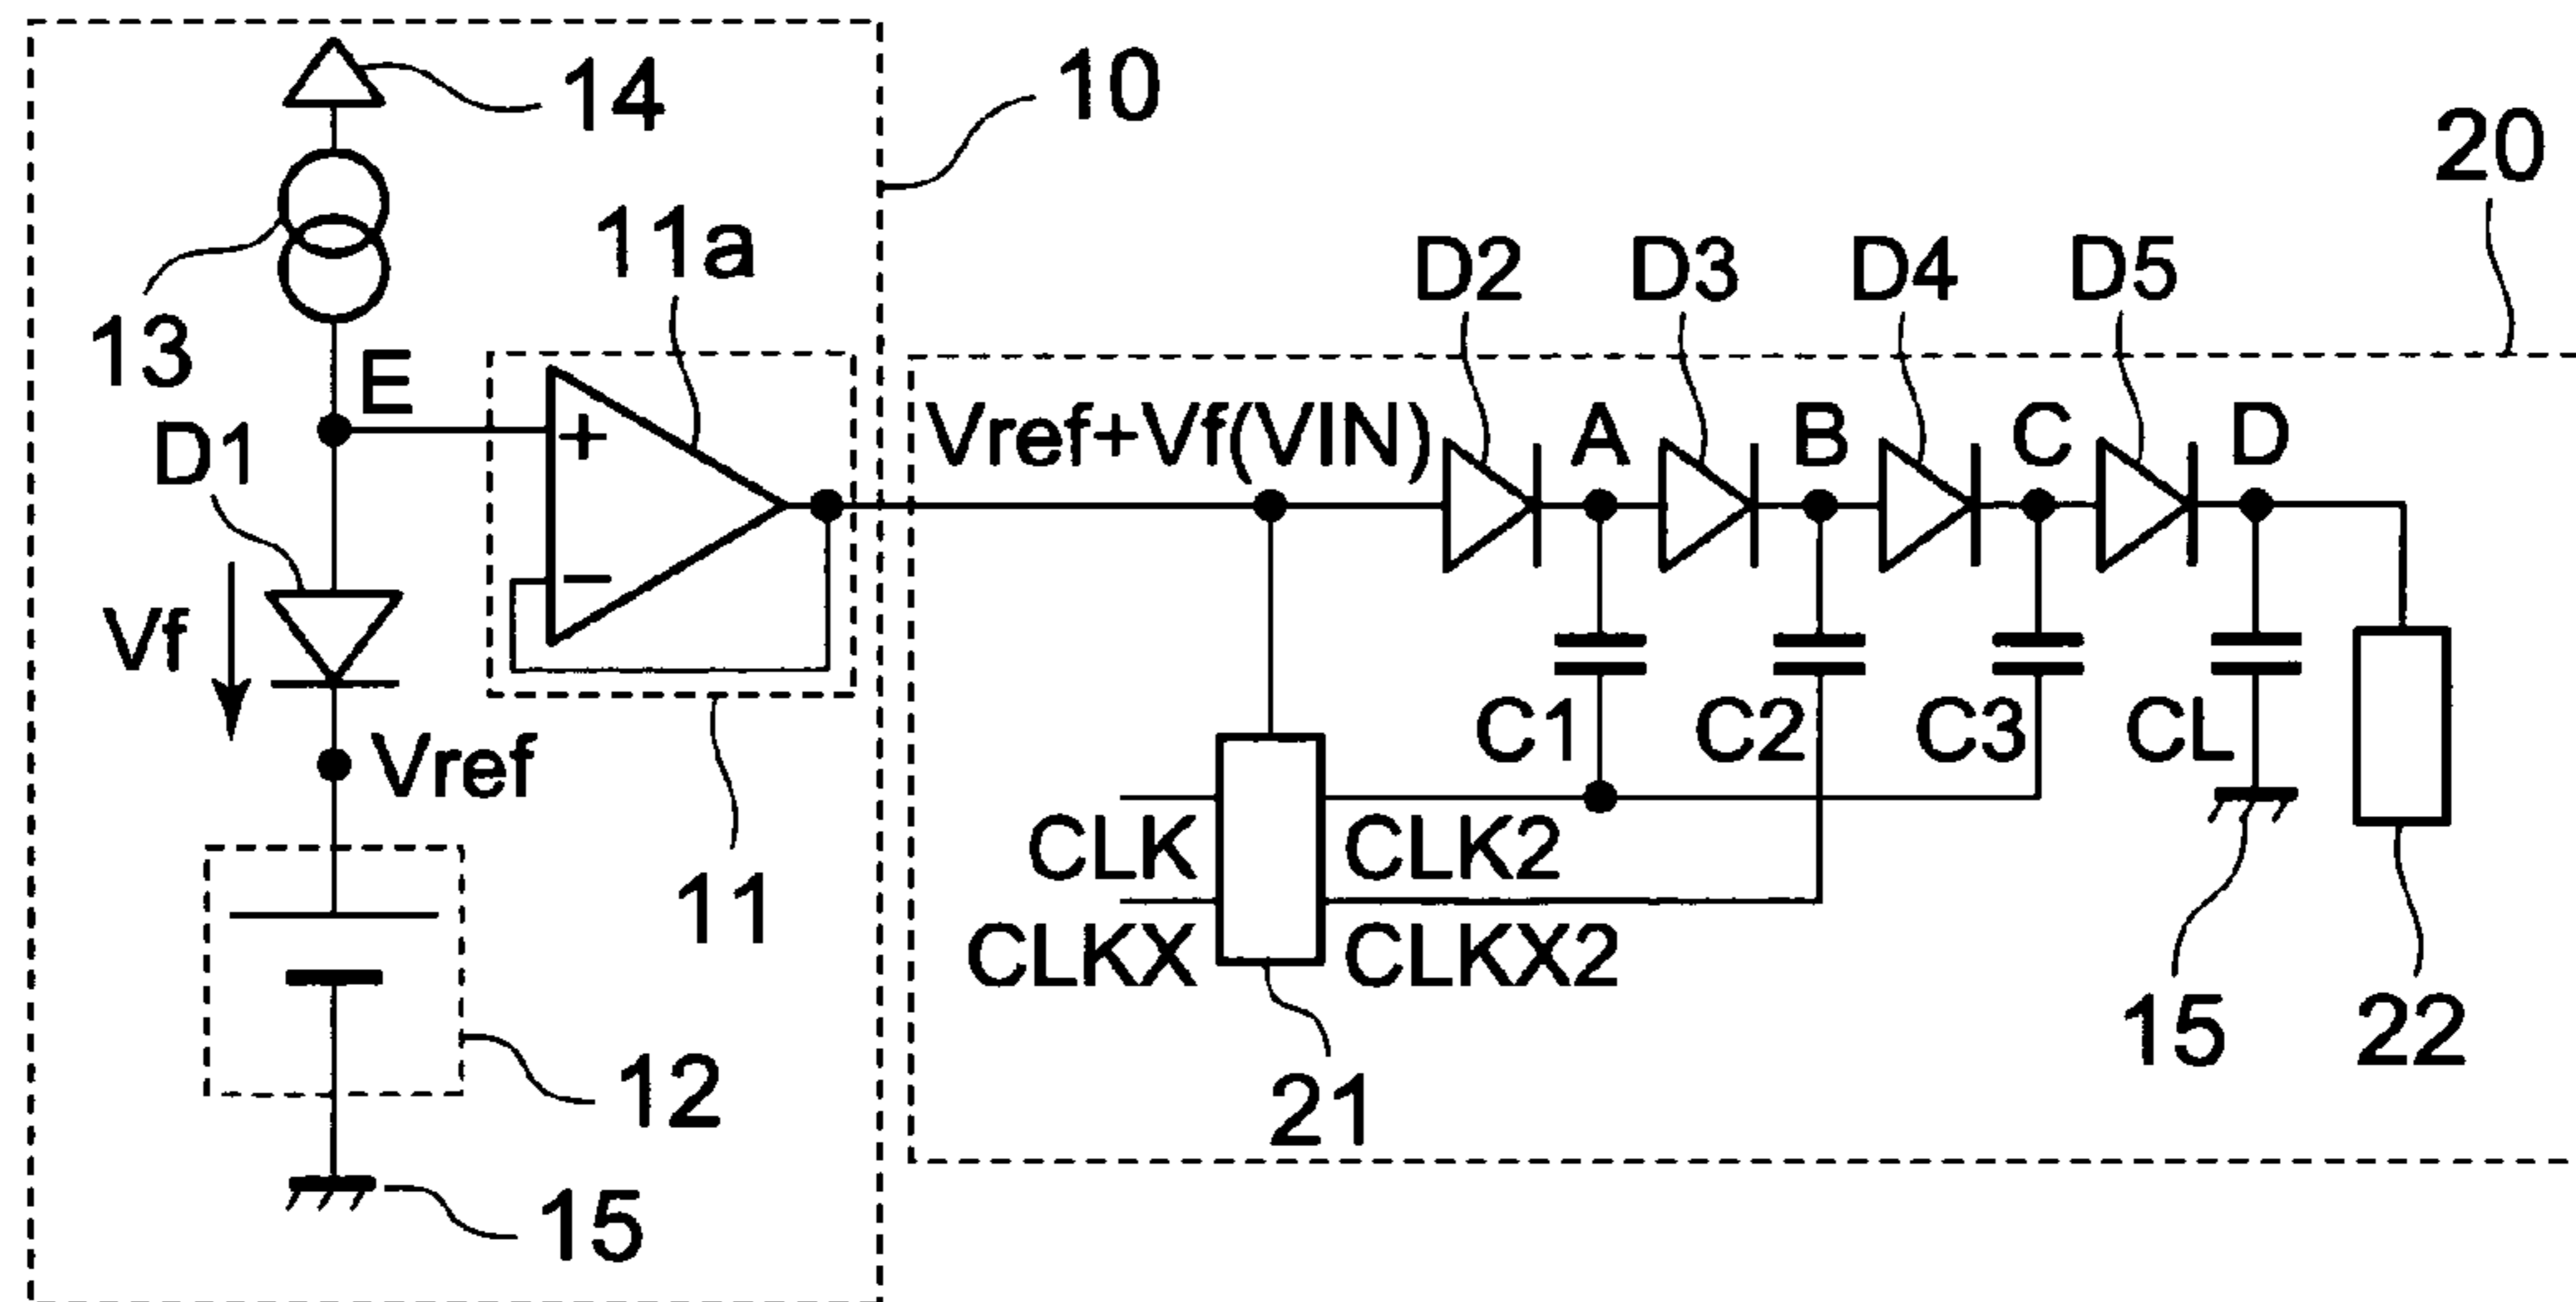 14
10
20
13
11a
D2
D3
D4
D5
E
+
Vref+Vf(VIN)
A
B
C
D
D1
−
Vf
Vref
C1
C2
C3
CL
CLK
CLK2
11
CLKX
CLKX2
12
15
22
21
15